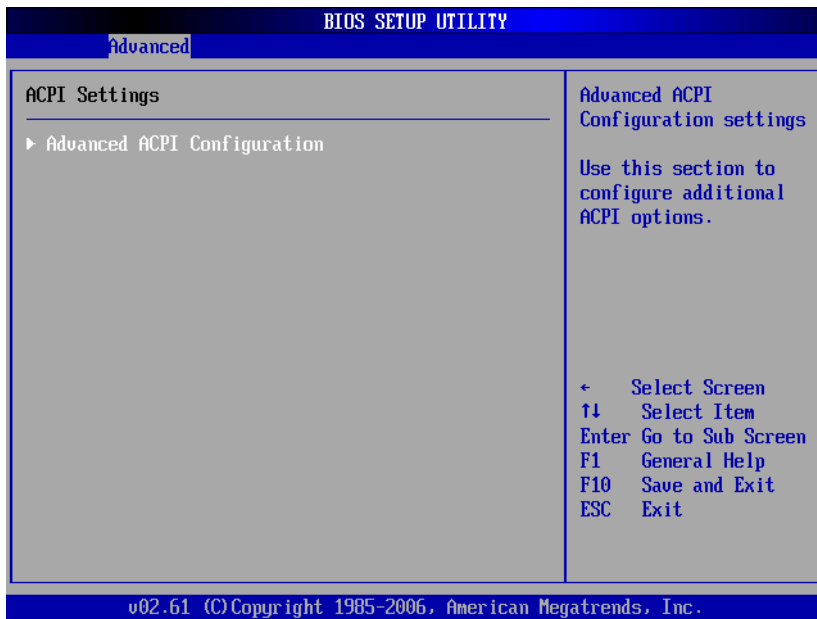 BIOS SETUP UTILITY
Advanced
ACPI Settings
▶ Advanced ACPI Configuration
Advanced ACPI
Configuration settings
Use this section to
configure additional
ACPI options.
← Select Screen
↑↓ Select Item
Enter Go to Sub Screen
F1 General Help
F10 Save and Exit
ESC Exit
v02.61 (C)Copyright 1985-2006, American Megatrends, Inc.